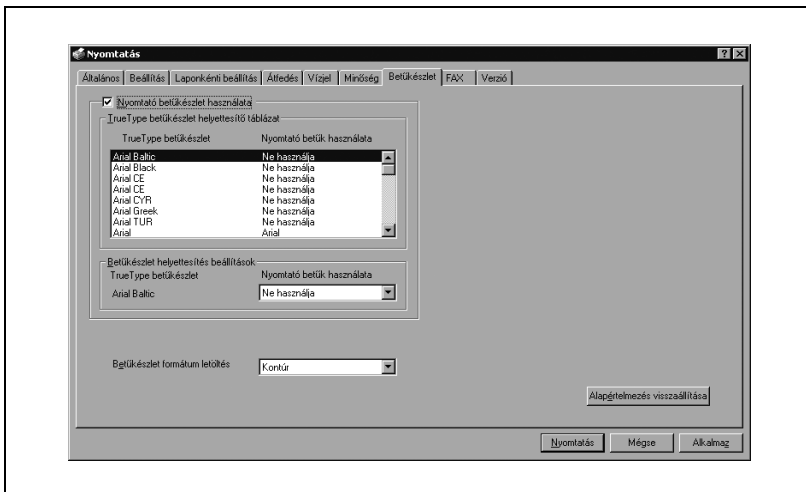 Nyomtatás
Általános Beállítás Laponkénti beállítás Átfedés Vízjel Minőség Betűkészlet FAX Verzió
Nyomtató betűkészlet használata
TrueType betűkészlet helyettesítő táblázat
TrueType betűkészlet Nyomtató betűk használata
Arial Baltic Ne használja
Arial Black Ne használja
Arial CE Ne használja
Arial CE Ne használja
Arial CYR Ne használja
Arial Greek Ne használja
Arial TUR Ne használja
Arial Arial
Betűkészlet helyettesítés beállítások
TrueType betűkészlet Nyomtató betűk használata
Arial Baltic Ne használja
Betűkészlet formátum letöltés Kontúr
Alapértelmezés visszaállítása
Nyomtatás Mégse Alkalmaz